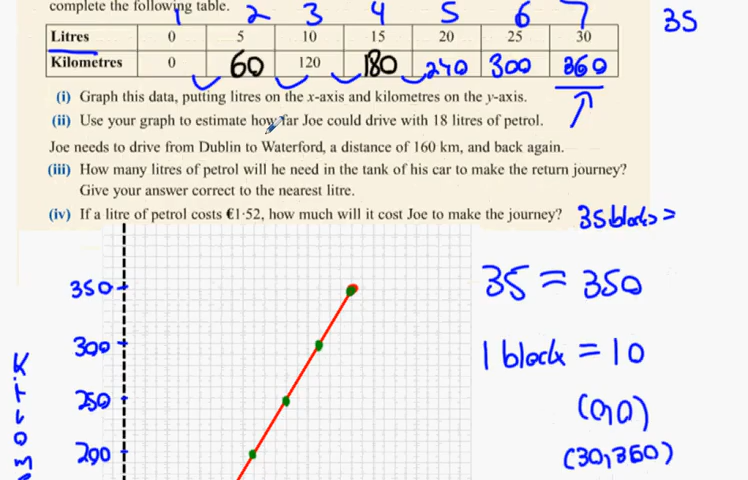 complete the following table.
1 2 3 4 5 6 7 35
Litres 0 5 10 15 20 25 30
Kilometres 0 60 120 180 240 300 360
(i) Graph this data, putting litres on the x-axis and kilometres on the y-axis.
(ii) Use your graph to estimate how far Joe could drive with 18 litres of petrol.
Joe needs to drive from Dublin to Waterford, a distance of 160 km, and back again.
(iii) How many litres of petrol will he need in the tank of his car to make the return journey?
Give your answer correct to the nearest litre.
(iv) If a litre of petrol costs €1·52, how much will it cost Joe to make the journey?
35 blocks =
350
35 = 350
300
1 block = 10
250
(0,0)
200
(30,360)